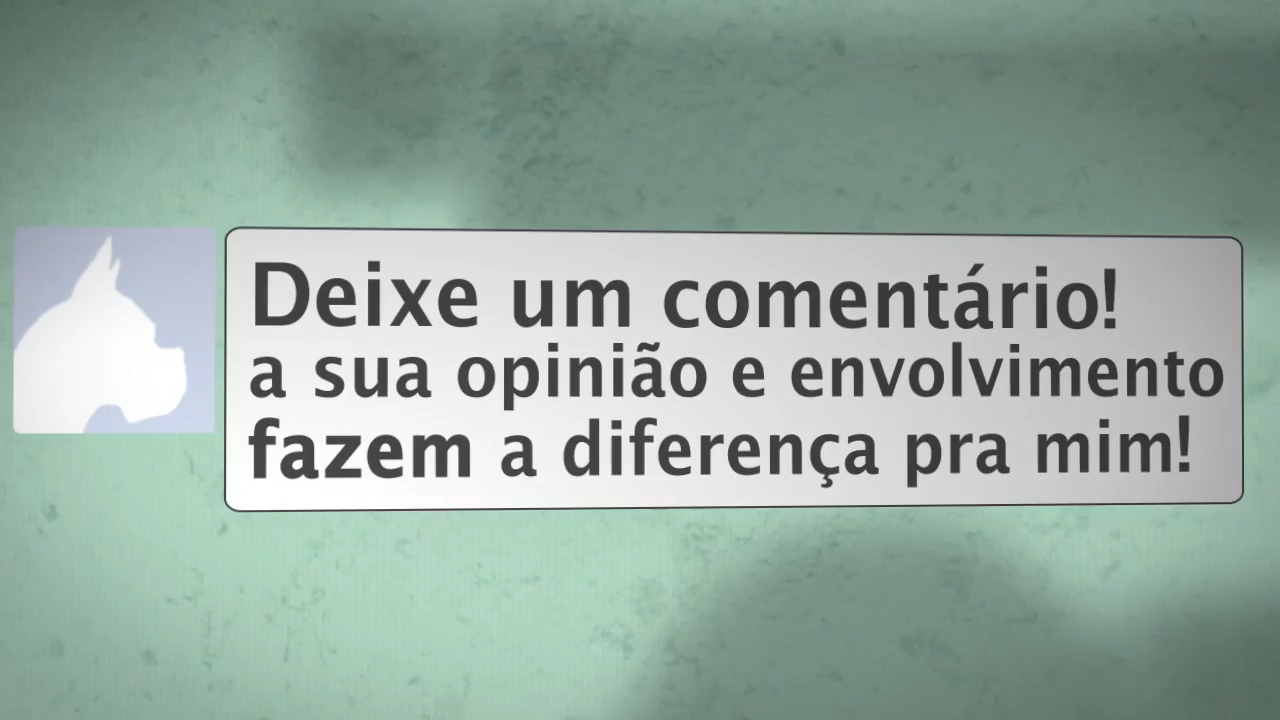 Deixe um comentário!
a sua opinião e envolvimento
fazem a diferença pra mim!